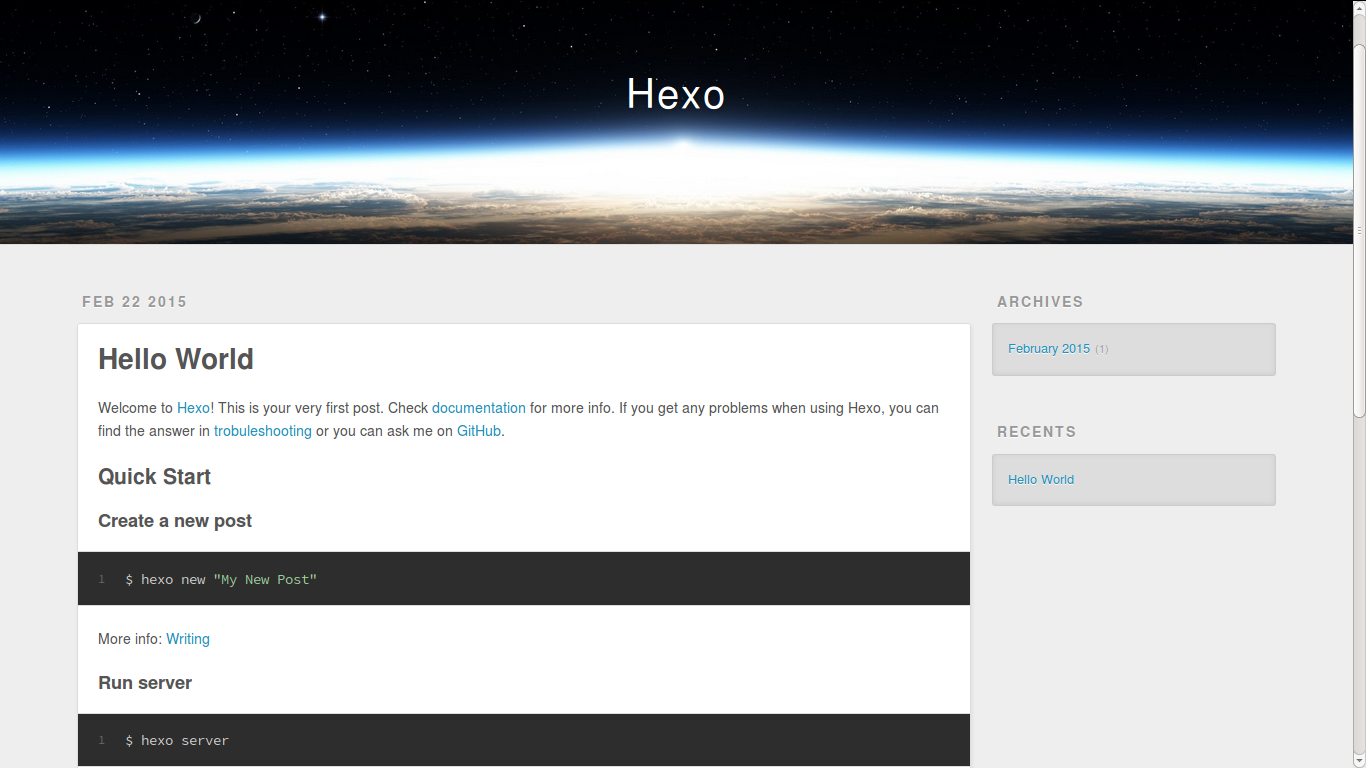 Hexo
FEB 22 2015
Hello World
Welcome to Hexo! This is your very first post. Check documentation for more info. If you get any problems when using Hexo, you can
find the answer in trobuleshooting or you can ask me on GitHub.
Quick Start
Create a new post
1 $ hexo new "My New Post"
More info: Writing
Run server
1 $ hexo server
ARCHIVES
February 2015 (1)
RECENTS
Hello World